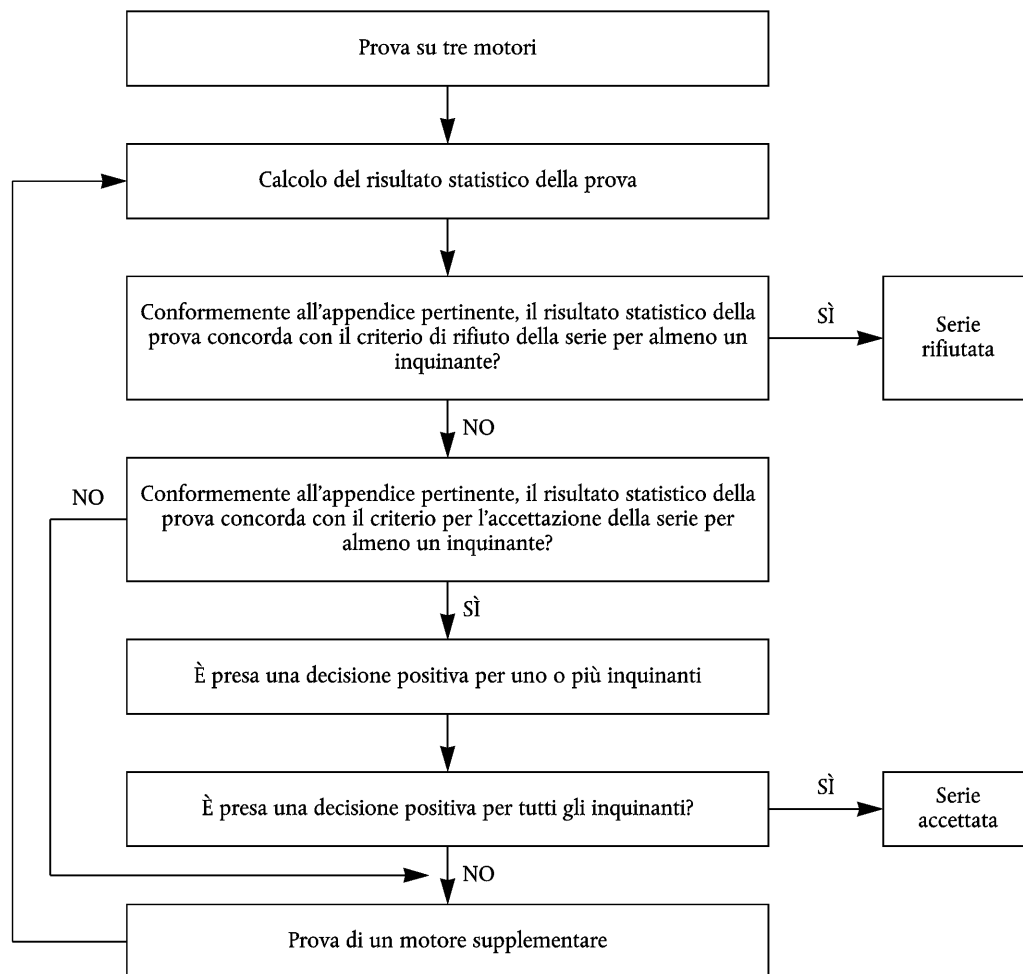 Prova su tre motori
Calcolo del risultato statistico della prova
Conformemente all'appendice pertinente, il risultato statistico della
prova concorda con il criterio di rifiuto della serie per almeno un
inquinante?
SÌ
Serie
rifiutata
NO
NO
Conformemente all'appendice pertinente, il risultato statistico della
prova concorda con il criterio per l'accettazione della serie per
almeno un inquinante?
SÌ
È presa una decisione positiva per uno o più inquinanti
È presa una decisione positiva per tutti gli inquinanti?
SÌ
Serie
accettata
NO
Prova di un motore supplementare